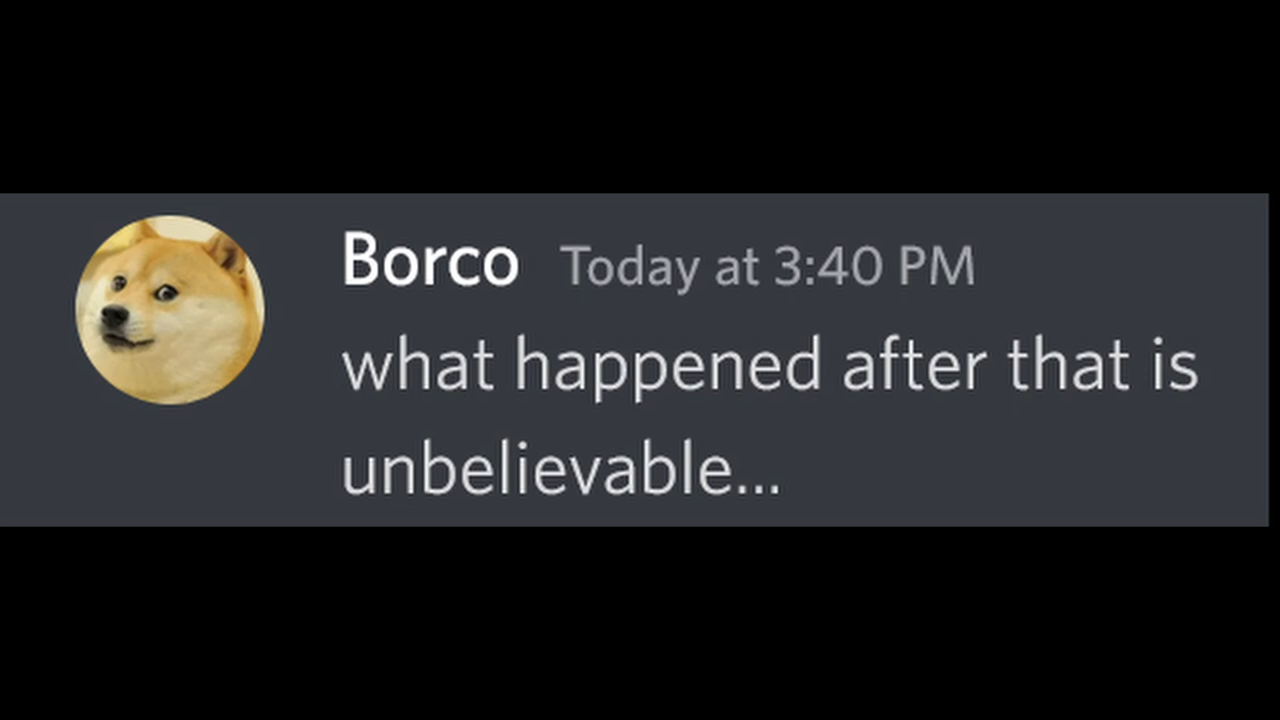 Borco Today at 3:40 PM
what happened after that is
unbelievable...